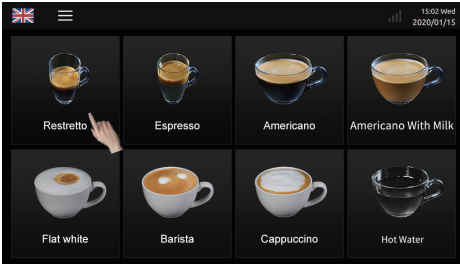 15:02 Wed
2020/01/15
Restretto
Espresso
Americano
Americano With Milk
Flat white
Barista
Cappuccino
Hot Water